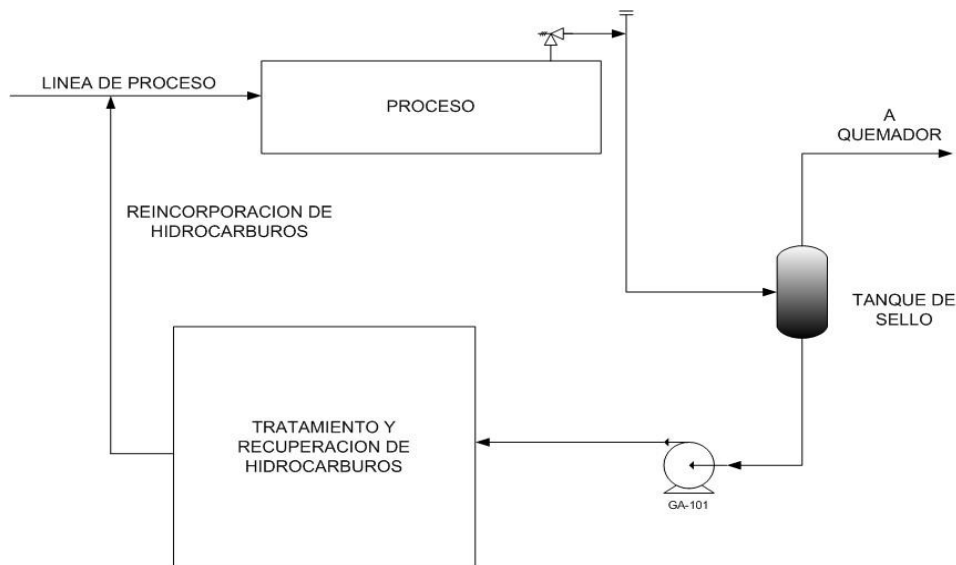 LINEA DE PROCESO
PROCESO
A
QUEMADOR
REINCORPORACION DE
HIDROCARBUROS
TANQUE DE
SELLO
TRATAMIENTO Y
RECUPERACION DE
HIDROCARBUROS
GA-101